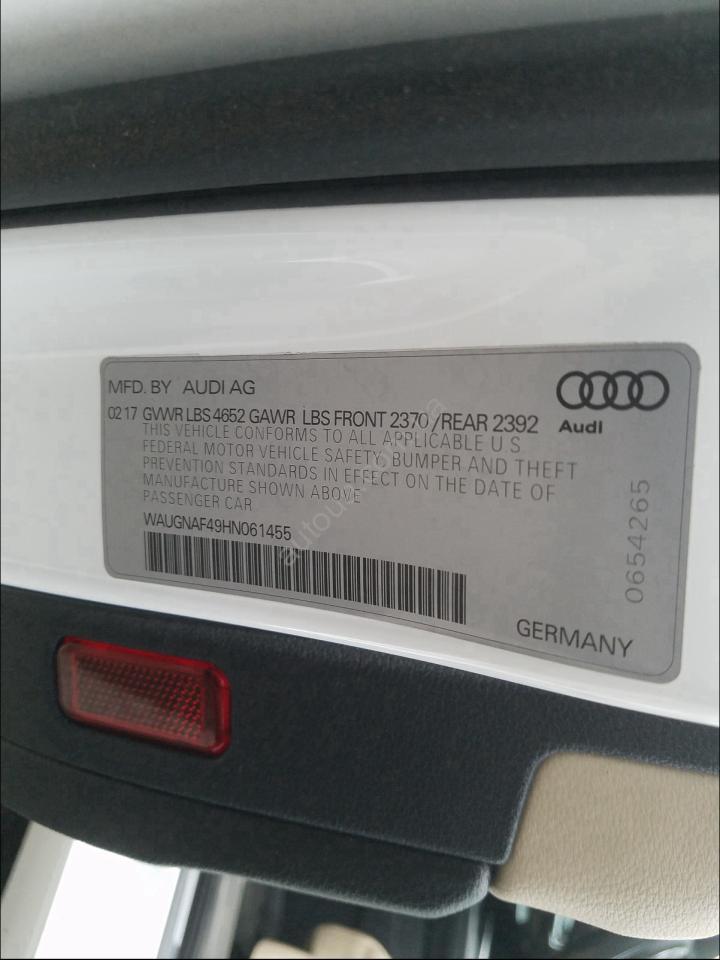 MFD. BY AUDI AG
02 17 GVWR LBS 4652 GAWR LBS FRONT 2370 /REAR 2392
THIS VEHICLE CONFORMS TO ALL APPLICABLE U.S
FEDERAL MOTOR VEHICLE SAFETY, BUMPER AND THEFT
PREVENTION STANDARDS IN EFFECT ON THE DATE OF
MANUFACTURE SHOWN ABOVE
PASSENGER CAR
WAUGNAF49HN061455
Audi
0654265
GERMANY